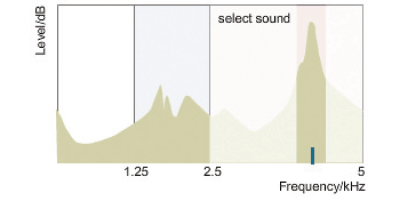 Level/dB
select sound
1.25 2.5 5
Frequency/kHz